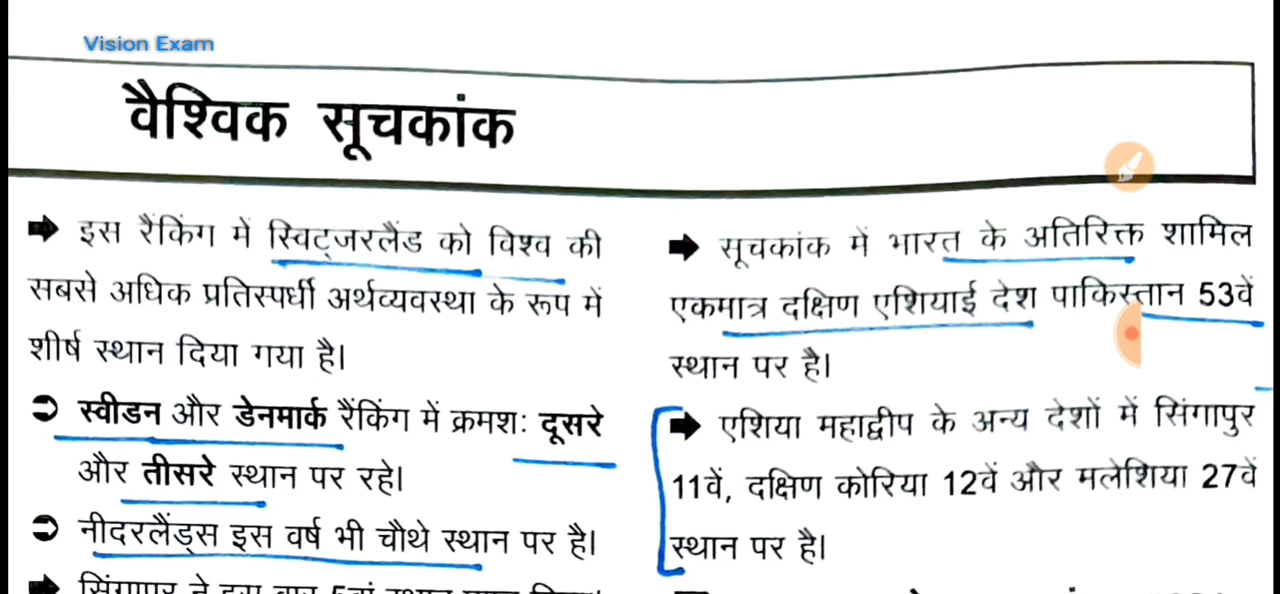 Vision Exam
वैश्विक सूचकांक
➡ इस रैंकिंग में स्विट्जरलैंड को विश्व की
सबसे अधिक प्रतिस्पर्धी अर्थव्यवस्था के रूप में
शीर्ष स्थान दिया गया है।
➲ स्वीडन और डेनमार्क रैंकिंग में क्रमशः दूसरे
और तीसरे स्थान पर रहे।
➲ नीदरलैंड्स इस वर्ष भी चौथे स्थान पर है।
➡ सिंगापुर ने इस बार 5वां स्थान
➡ सूचकांक में भारत के अतिरिक्त शामिल
एकमात्र दक्षिण एशियाई देश पाकिस्तान 53वें
स्थान पर है।
➡ एशिया महाद्वीप के अन्य देशों में सिंगापुर
11वें, दक्षिण कोरिया 12वें और मलेशिया 27वें
स्थान पर है।